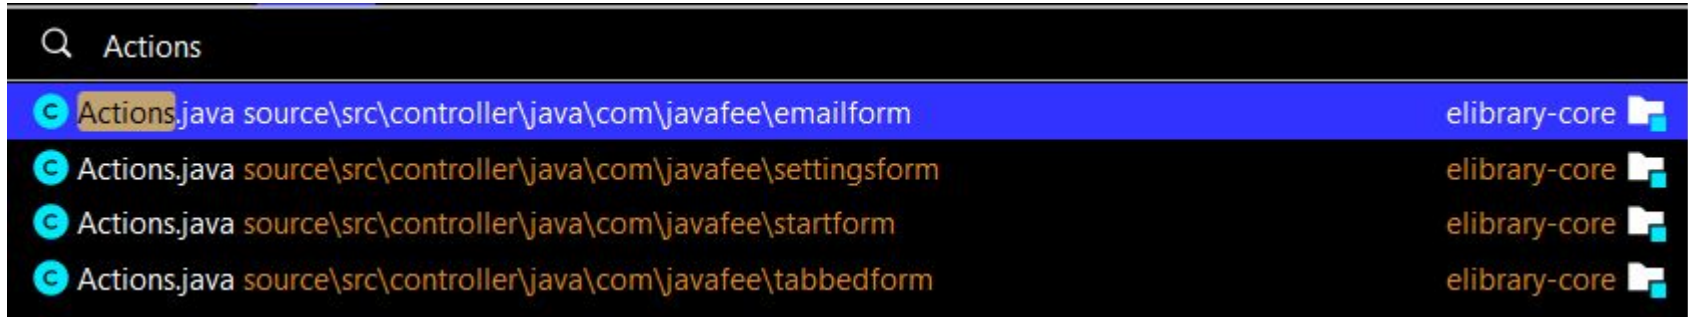 Actions
C Actions.java source\src\controller\java\com\javafee\emailform elibrary-core
C Actions.java source\src\controller\java\com\javafee\settingsform elibrary-core
C Actions.java source\src\controller\java\com\javafee\startform elibrary-core
C Actions.java source\src\controller\java\com\javafee\tabbedform elibrary-core